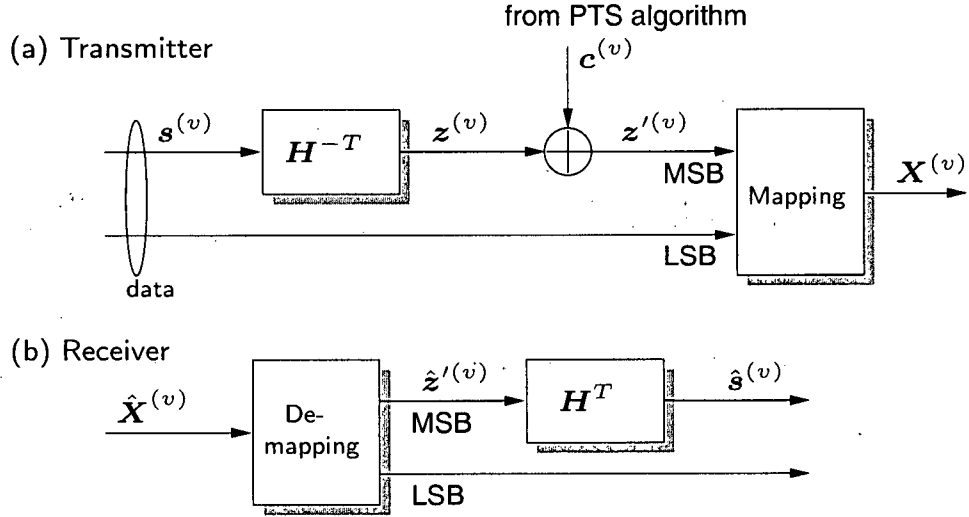 from PTS algorithm
(a) Transmitter
c^(v)
s^(v)
H^-T
z^(v)
z'^(v)
MSB
Mapping
X^(v)
LSB
data
(b) Receiver
X̂^(v)
De-
mapping
ẑ'^(v)
MSB
H^T
ŝ^(v)
LSB